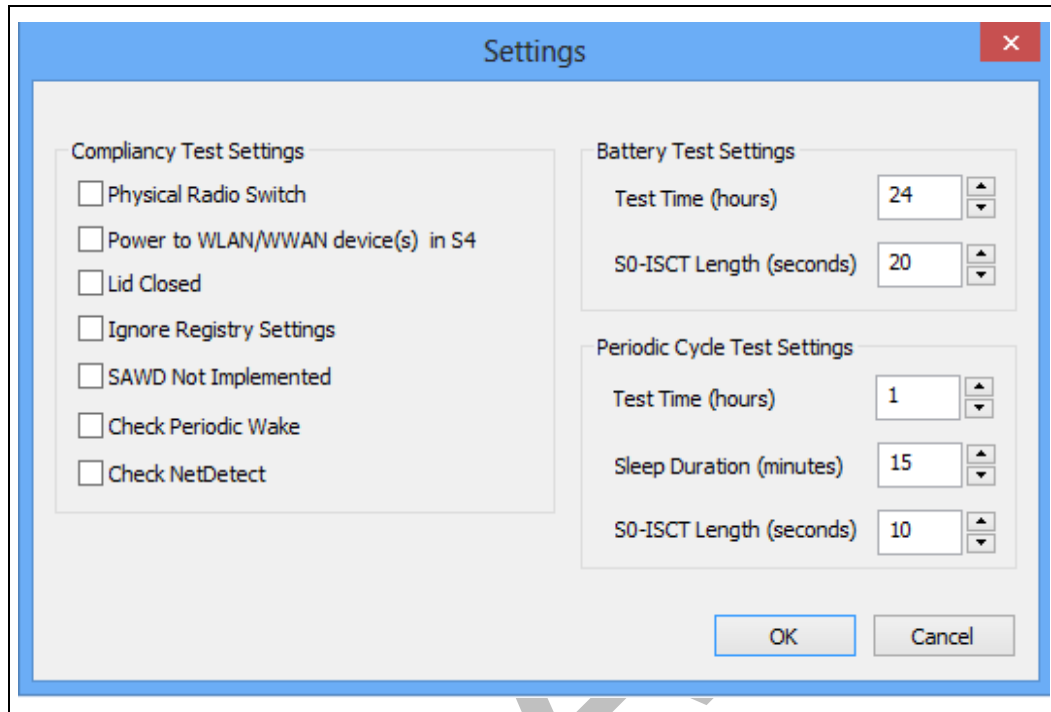 Settings
Compliancy Test Settings
Physical Radio Switch
Power to WLAN/WWAN device(s) in S4
Lid Closed
Ignore Registry Settings
SAWD Not Implemented
Check Periodic Wake
Check NetDetect
Battery Test Settings
Test Time (hours) 24
S0-ISCT Length (seconds) 20
Periodic Cycle Test Settings
Test Time (hours) 1
Sleep Duration (minutes) 15
S0-ISCT Length (seconds) 10
OK Cancel